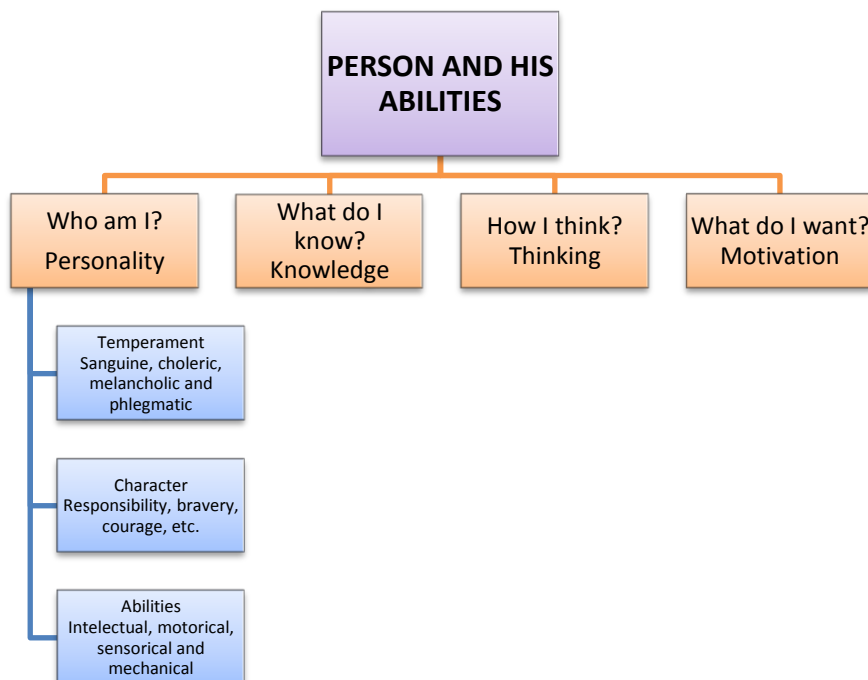 PERSON AND HIS
ABILITIES
Who am I?
Personality
What do I
know?
Knowledge
How I think?
Thinking
What do I want?
Motivation
Temperament
Sanguine, choleric,
melancholic and
phlegmatic
Character
Responsibility, bravery,
courage, etc.
Abilities
Intelectual, motorical,
sensorical and
mechanical